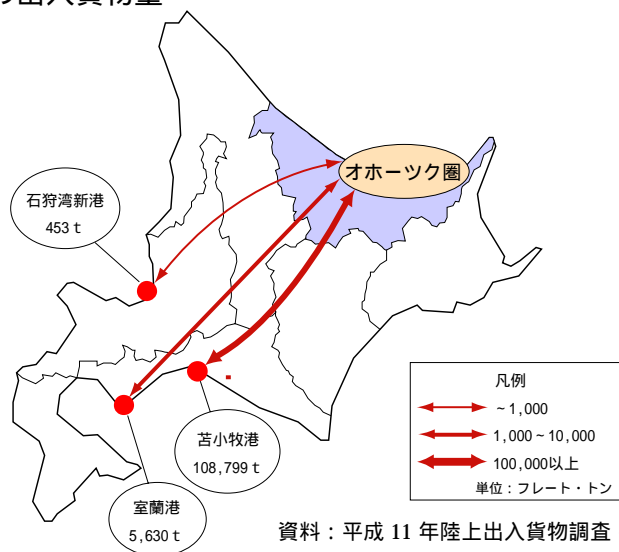 出入貨物量
オホーツク圏
石狩湾新港
453ｔ
苫小牧港
108,799ｔ
室蘭港
5,630ｔ
凡例
～1,000
1,000～10,000
100,000以上
単位：フレート・トン
資料：平成 11 年陸上出入貨物調査